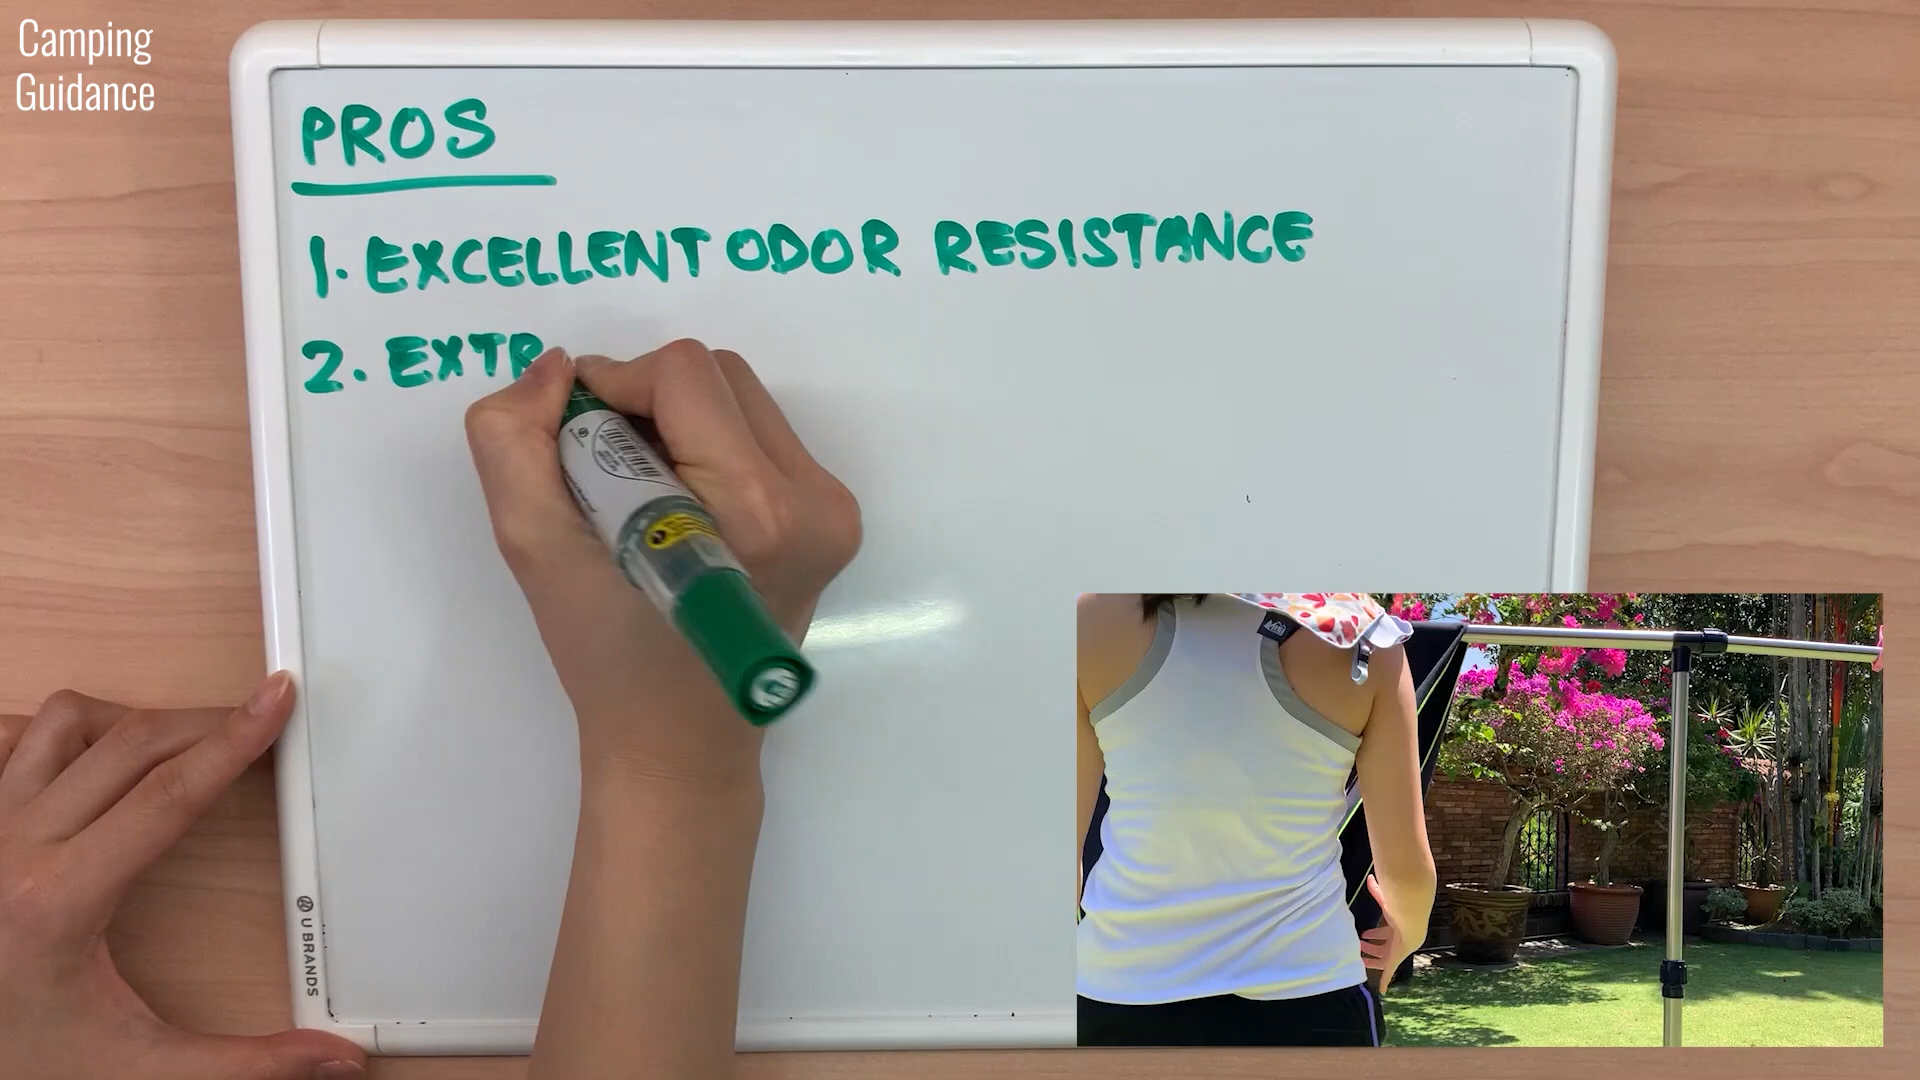 Camping
Guidance
PROS
1. EXCELLENT ODOR RESISTANCE
2. EXTR
U BRANDS